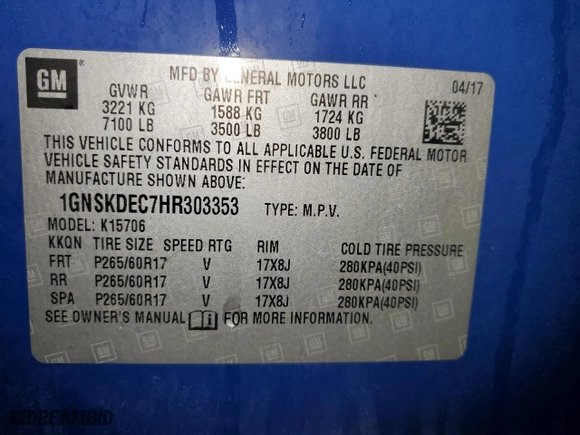 GM
MFD BY GENERAL MOTORS LLC
04/17
GVWR GAWR FRT GAWR RR
3221 KG 1588 KG 1724 KG
7100 LB 3500 LB 3800 LB
THIS VEHICLE CONFORMS TO ALL APPLICABLE U.S. FEDERAL MOTOR
VEHICLE SAFETY STANDARDS IN EFFECT ON THE DATE OF
MANUFACTURE SHOWN ABOVE:
1GNSKDEC7HR303353 TYPE: M.P.V.
MODEL: K15706
KKQN TIRE SIZE SPEED RTG RIM COLD TIRE PRESSURE
FRT P265/60R17 V 17X8J 280KPA(40PSI)
RR P265/60R17 V 17X8J 280KPA(40PSI)
SPA P265/60R17 V 17X8J 280KPA(40PSI)
SEE OWNER'S MANUAL FOR MORE INFORMATION.
DREAMBID